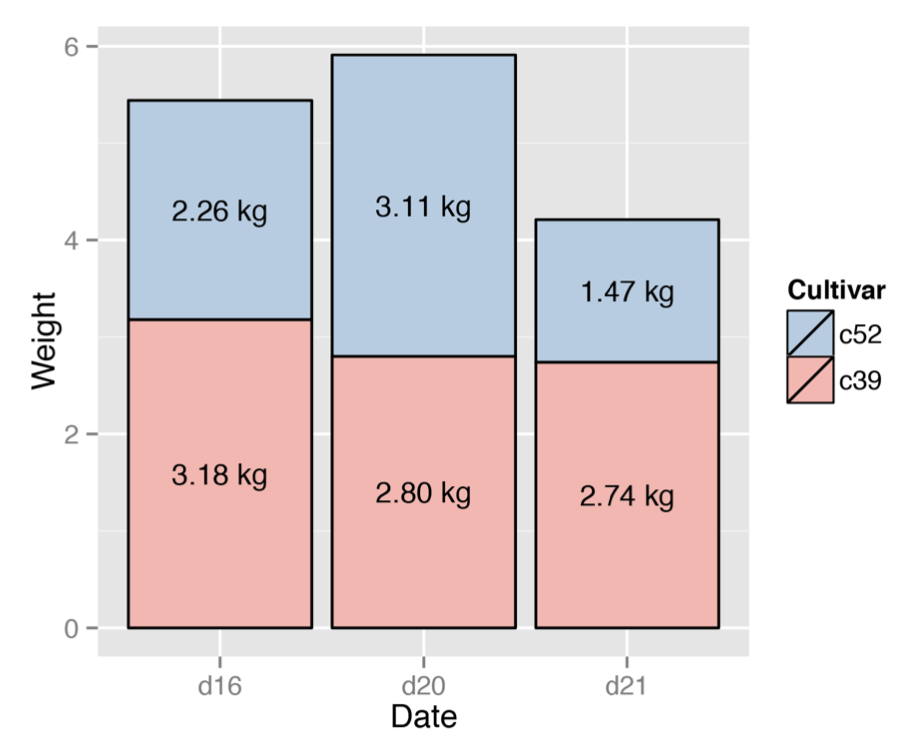 6
4
2
0
Weight
2.26 kg
3.11 kg
1.47 kg
3.18 kg
2.80 kg
2.74 kg
d16
d20
d21
Date
Cultivar
c52
c39